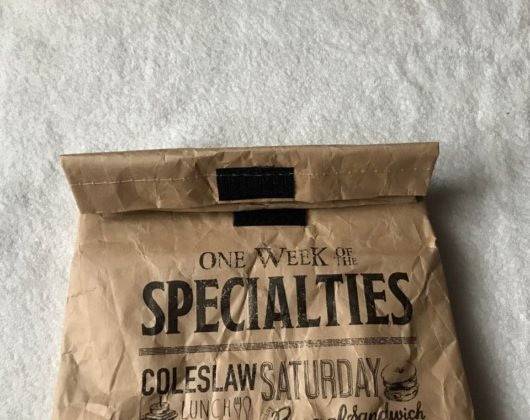 ONE WEEK OF THE
SPECIALTIES
COLESLAW SATURDAY
LUNCH